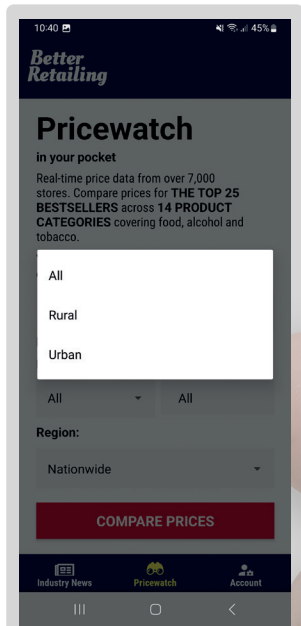 10:40 45%
Better
Retailing
Pricewatch
in your pocket
Real-time price data from over 7,000
stores. Compare prices for THE TOP 25
BESTSELLERS across 14 PRODUCT
CATEGORIES covering food, alcohol and
tobacco.
All
Rural
Urban
All All
Region:
Nationwide
COMPARE PRICES
Industry News Pricewatch Account